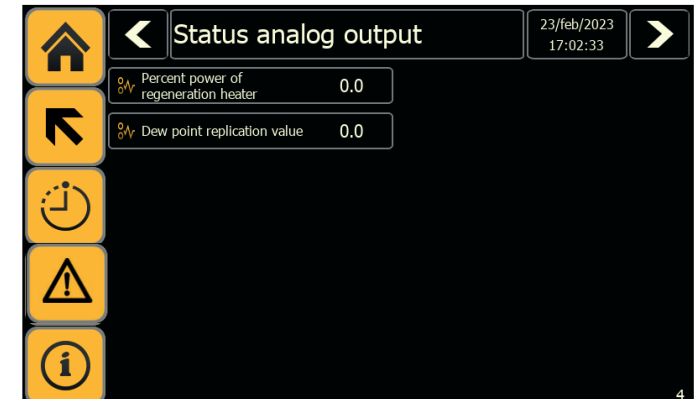 Status analog output
23/feb/2023
17:02:33
Percent power of
regeneration heater
0.0
Dew point replication value
0.0
4